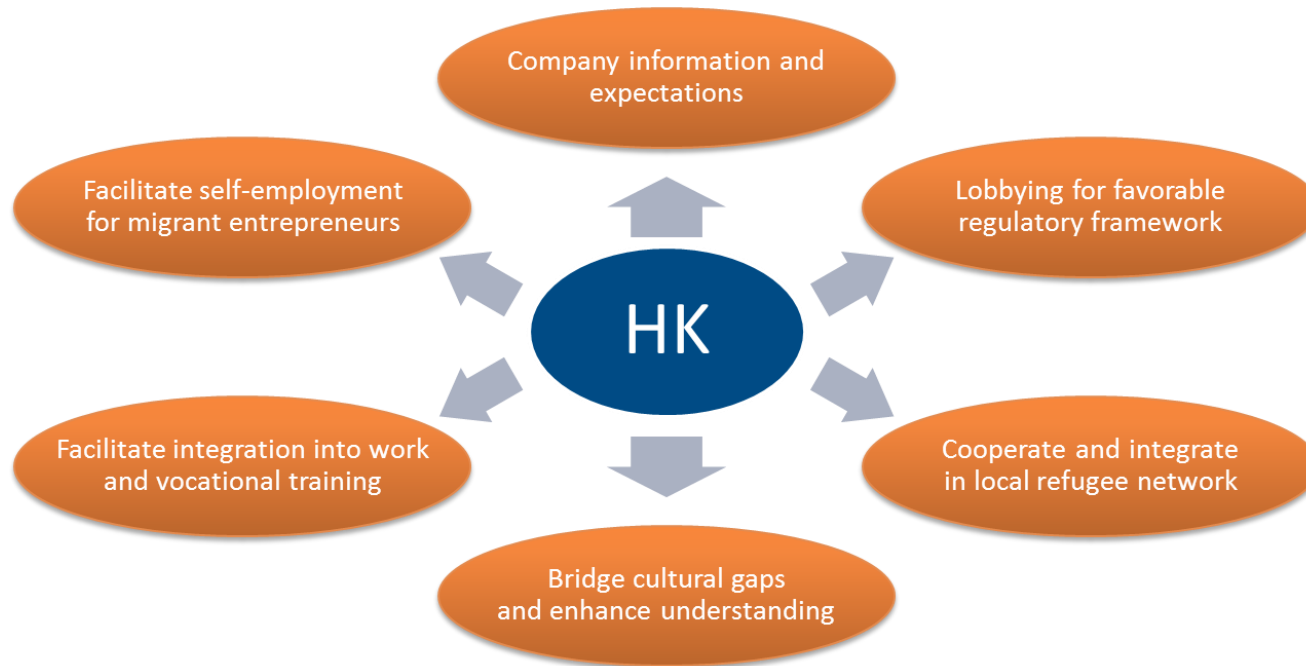 Company information and
expectations
Facilitate self-employment
for migrant entrepreneurs
Lobbying for favorable
regulatory framework
HK
Facilitate integration into work
and vocational training
Cooperate and integrate
in local refugee network
Bridge cultural gaps
and enhance understanding